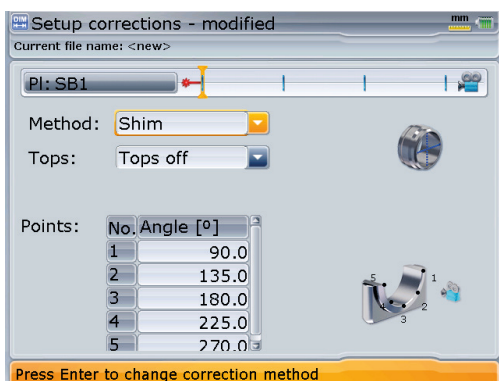 DIM
Setup corrections - modified
mm
Current file name: <new>
Pl: SB1
Method: Shim
Tops: Tops off
Points: No. Angle [º]
1 90.0
2 135.0
3 180.0
4 225.0
5 270.0
5 1
4 2
3
Press Enter to change correction method